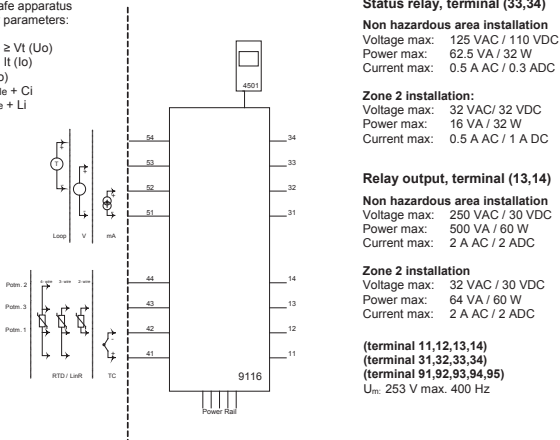 afe apparatus
parameters:
≥ Vt (Uo)
It (Io)
o)
le + Ci
e + Li
4501
54
53
52
51
34
33
32
31
Loop
V
mA
T
Potm. 2
Potm. 3
Potm. 1
4- wire
3- wire
2- wire
44
43
42
41
14
13
12
11
RTD / LinR
TC
9116
Power Rail
Status relay, terminal (33,34)
Non hazardous area installation
Voltage max: 125 VAC / 110 VDC
Power max: 62.5 VA / 32 W
Current max: 0.5 A AC / 0.3 ADC
Zone 2 installation:
Voltage max: 32 VAC/ 32 VDC
Power max: 16 VA / 32 W
Current max: 0.5 A AC / 1 A DC
Relay output, terminal (13,14)
Non hazardous area installation
Voltage max: 250 VAC / 30 VDC
Power max: 500 VA / 60 W
Current max: 2 A AC / 2 ADC
Zone 2 installation
Voltage max: 32 VAC / 30 VDC
Power max: 64 VA / 60 W
Current max: 2 A AC / 2 ADC
(terminal 11,12,13,14)
(terminal 31,32,33,34)
(terminal 91,92,93,94,95)
Um: 253 V max. 400 Hz